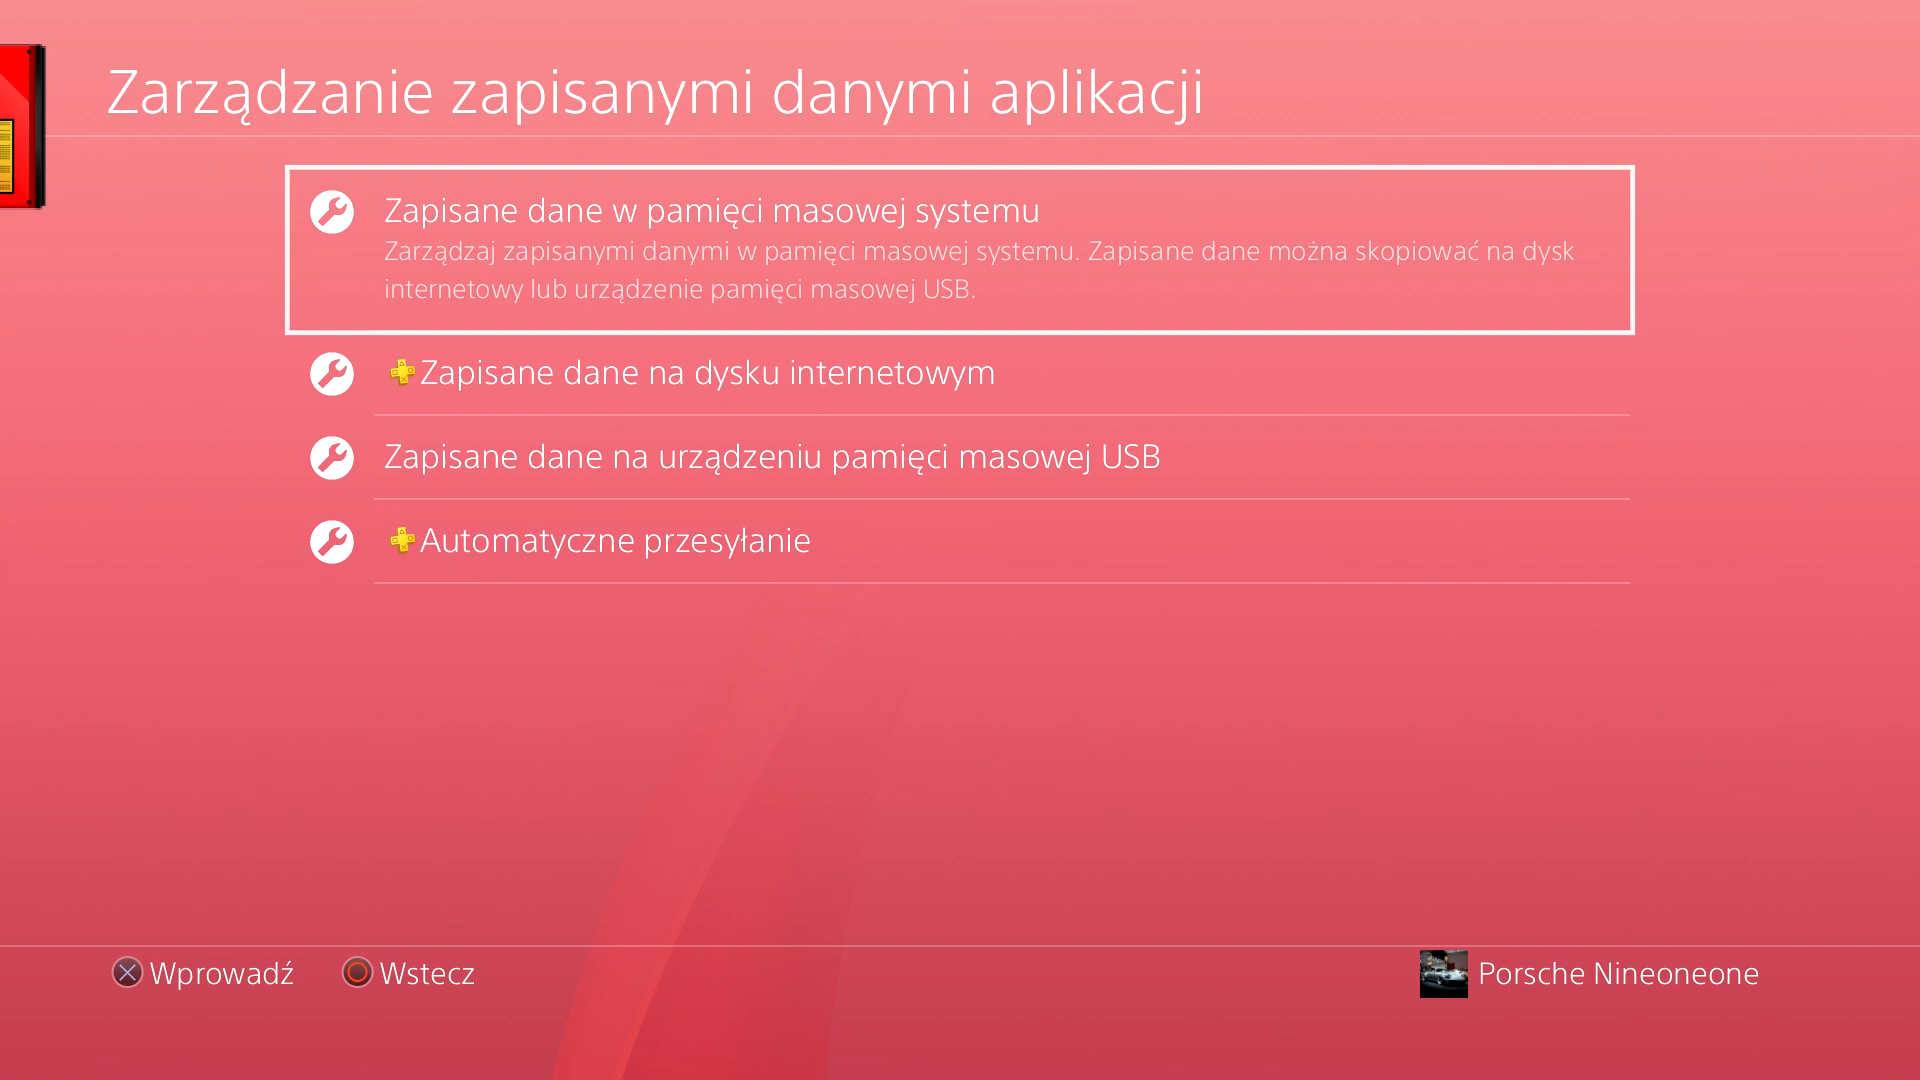 Zarządzanie zapisanymi danymi aplikacji
Zapisane dane w pamięci masowej systemu
Zarządzaj zapisanymi danymi w pamięci masowej systemu. Zapisane dane można skopiować na dysk
internetowy lub urządzenie pamięci masowej USB.
Zapisane dane na dysku internetowym
Zapisane dane na urządzeniu pamięci masowej USB
Automatyczne przesyłanie
Wprowadź
Wstecz
Porsche Nineoneone